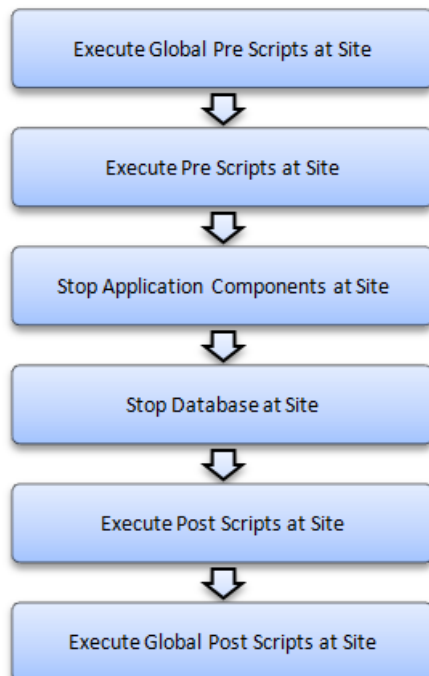 Execute Global Pre Scripts at Site
Execute Pre Scripts at Site
Stop Application Components at Site
Stop Database at Site
Execute Post Scripts at Site
Execute Global Post Scripts at Site